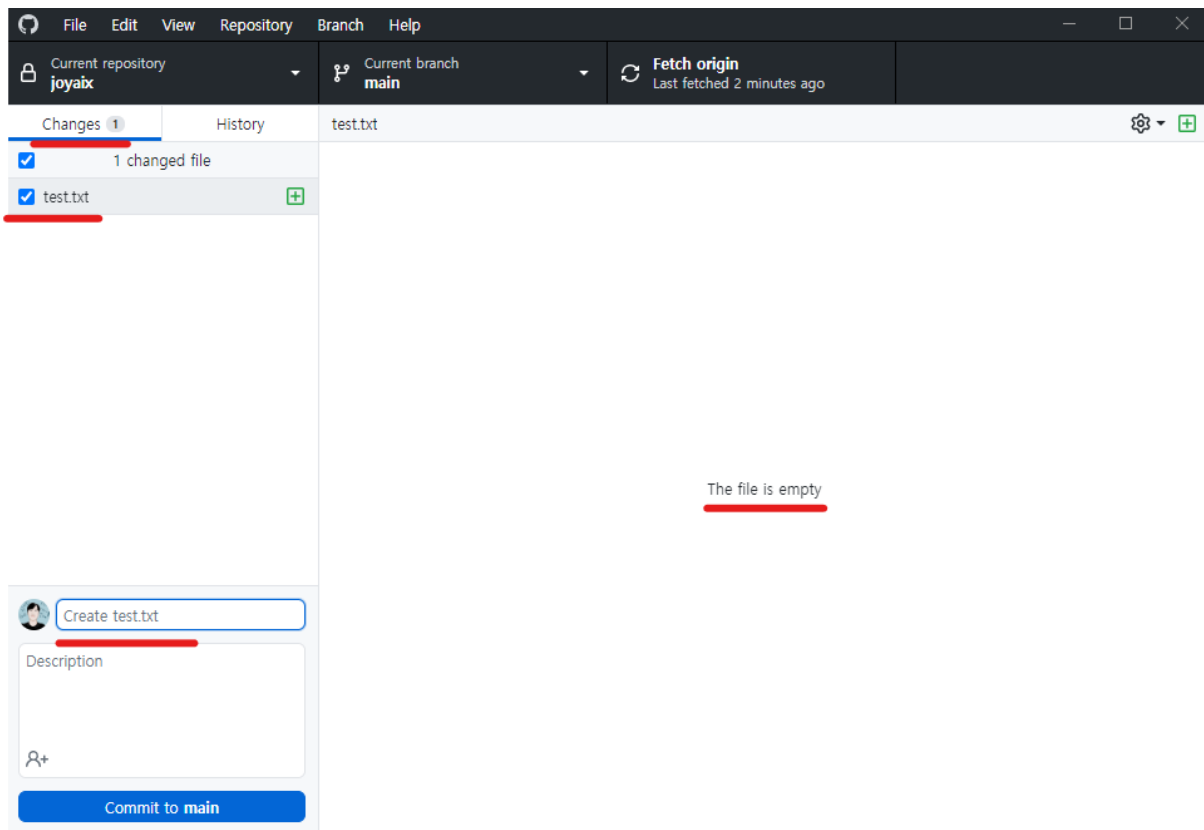 File Edit View Repository Branch Help
Current repository
joyaix
Current branch
main
Fetch origin
Last fetched 2 minutes ago
Changes 1
History
test.txt
1 changed file
test.txt
The file is empty
Create test.txt
Description
Commit to main